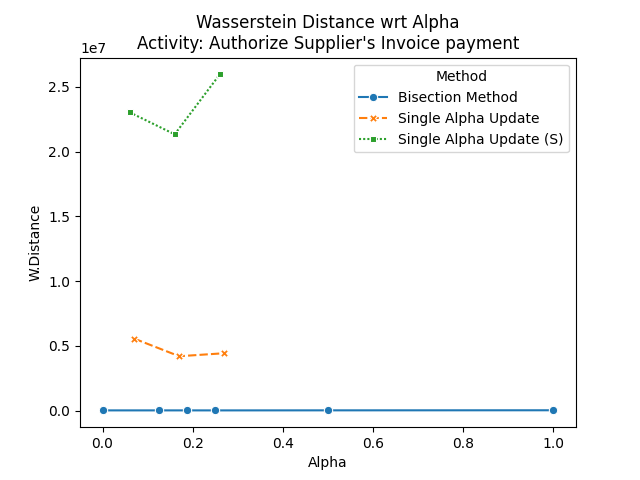 Wasserstein Distance wrt Alpha
Activity: Authorize Supplier's Invoice payment
1e7
Method
Bisection Method
Single Alpha Update
Single Alpha Update (S)
2.5
2.0
1.5
1.0
0.5
0.0
W.Distance
0.0 0.2 0.4 0.6 0.8 1.0
Alpha